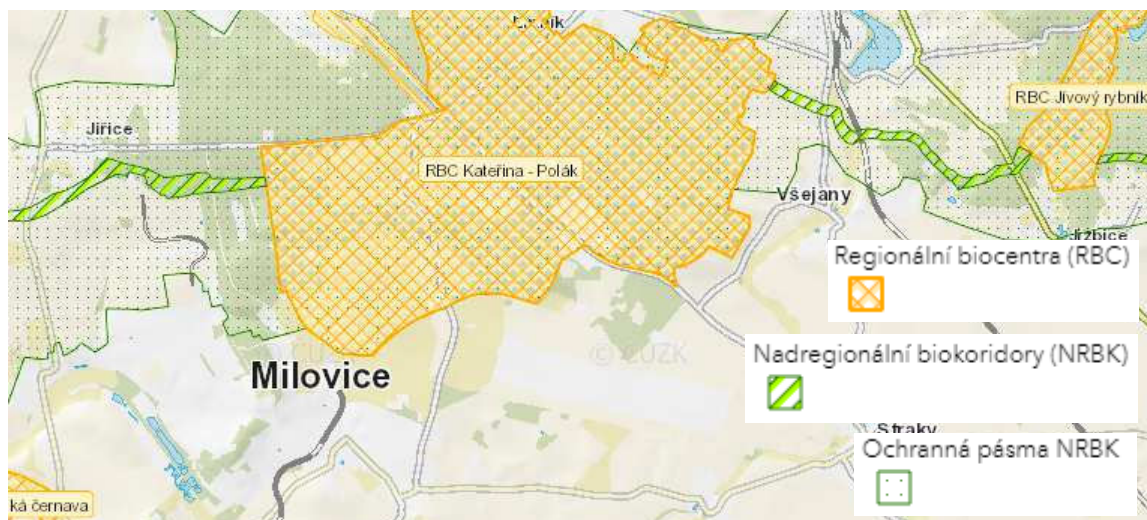 Jiřice
RBC Jívový rybník
RBC Kateřina - Polák
Všejany
Jižbice
Regionální biocentra (RBC)
Milovice
© ČÚZK
Nadregionální biokoridory (NRBK)
Straky
Ochranná pásma NRBK
ká černava